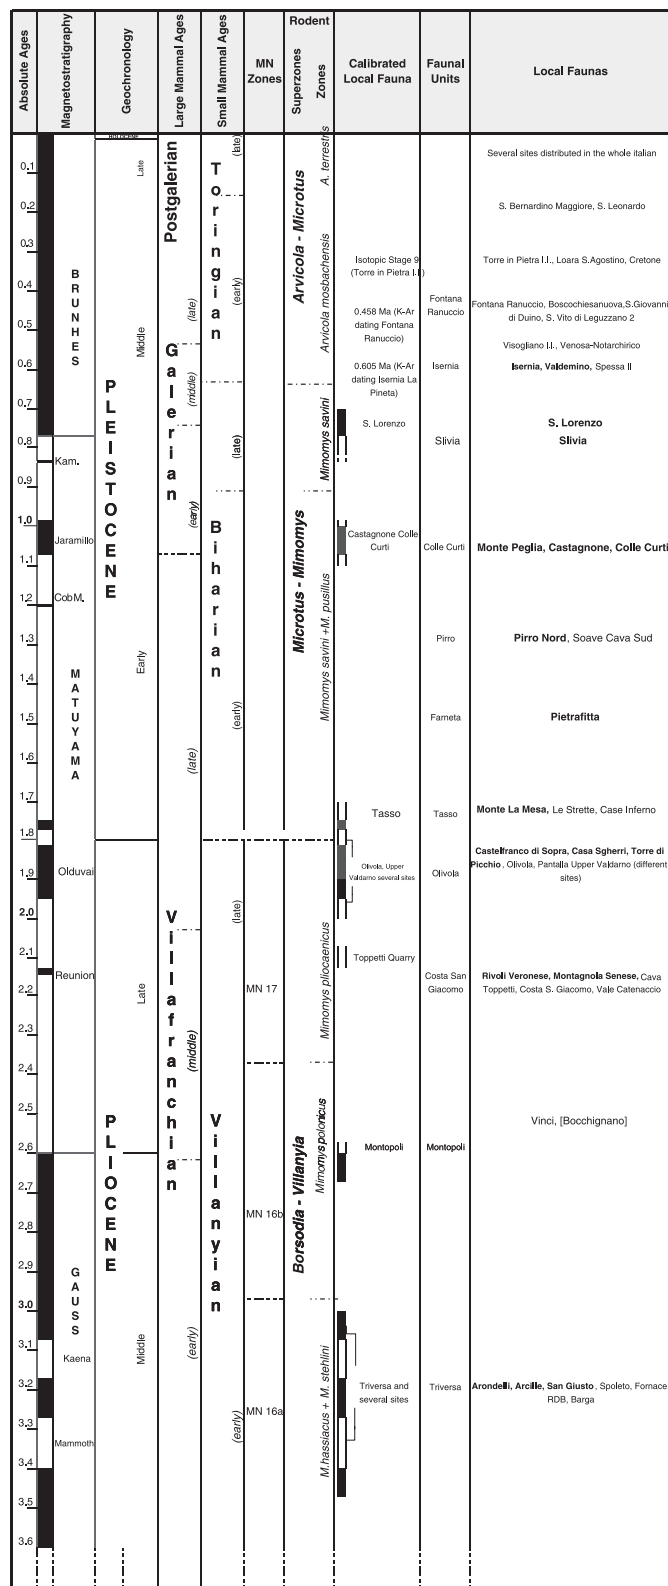 Absolute Ages
Magnetostratigraphy
Geochronology
Large Mammal Ages
Small Mammal Ages
MN
Zones
Rodent
Superzones
Zones
Calibrated
Local Fauna
Faunal
Units
Local Faunas
0.1
0.2
0.3
0.4
0.5
0.6
0.7
0.8
0.9
1.0
1.1
1.2
1.3
1.4
1.5
1.6
1.7
1.8
1.9
2.0
2.1
2.2
2.3
2.4
2.5
2.6
2.7
2.8
2.9
3.0
3.1
3.2
3.3
3.4
3.5
3.6
BRUNHES
Kam.
Jaramillo
CobM.
MATUYAMA
Olduvai
Reunion
GAUSS
Kaena
Mammoth
HOLOCENE
PLEISTOCENE
Late
Middle
Early
PLIOCENE
Late
Middle
Postgalerian
Galerian
(late)
(middle)
(early)
Villafranchian
(late)
(middle)
(early)
Toringian
(late)
(early)
Biharian
(late)
(early)
Villanyian
(late)
(early)
MN 17
MN 16b
MN 16a
Arvicola - Microtus
Microtus - Mimomys
Borsodia - Villanyia
A. terrestris
Arvicola mosbachensis
Mimomys savini
Mimomys savini +M. pusillus
Mimomys pliocaenicus
Mimomys polonicus
M.hassiacus + M. stehlini
Isotopic Stage 9
(Torre in Pietra I.I)
0.458 Ma (K-Ar
dating Fontana
Ranuccio)
0.605 Ma (K-Ar
dating Isernia La
Pineta)
S. Lorenzo
Castagnone Colle
Curti
Tasso
Olivola, Upper
Valdarno several sites
Toppetti Quarry
Montopoli
Triversa and
several sites
Fontana
Ranuccio
Isernia
Slivia
Colle Curti
Pirro
Farneta
Tasso
Olivola
Costa San
Giacomo
Montopoli
Triversa
Several sites distributed in the whole italian
S. Bernardino Maggiore, S. Leonardo
Torre in Pietra I.I., Loara S.Agostino, Cretone
Fontana Ranuccio, Boscochiesanuova,S.Giovanni
di Duino, S. Vito di Leguzzano 2
Visogliano I.I., Venosa-Notarchirico
Isernia, Valdemino, Spessa II
S. Lorenzo
Slivia
Monte Peglia, Castagnone, Colle Curti
Pirro Nord, Soave Cava Sud
Pietrafitta
Monte La Mesa, Le Strette, Case Inferno
Castelfranco di Sopra, Casa Sgherri, Torre di
Picchio, Olivola, Pantalla Upper Valdarno (different
sites)
Rivoli Veronese, Montagnola Senese, Cava
Toppetti, Costa S. Giacomo, Vale Catenaccio
Vinci, [Bocchignano]
Arondelli, Arcille, San Giusto, Spoleto, Fornace
RDB, Barga